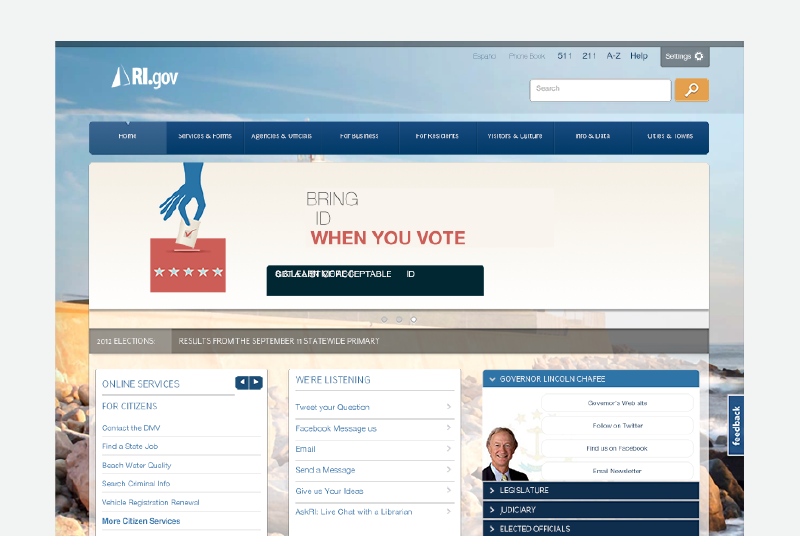 Español Phone Book 511 211 A-Z Help Settings
RI.gov
Search
Home Services & Forms Agencies & Officials For Business For Residents Visitors & Culture Info & Data Cities & Towns
BRING
ID
WHEN YOU VOTE
ACCEPTABLE ID
2012 ELECTIONS: RESULTS FROM THE SEPTEMBER 11 STATEWIDE PRIMARY
ONLINE SERVICES
FOR CITIZENS
Contact the DMV
Find a State Job
Beach Water Quality
Search Criminal Info
Vehicle Registration Renewal
More Citizen Services
WE'RE LISTENING
Tweet your Question
Facebook Message us
Email
Send a Message
Give us Your Ideas
AskRI: Live Chat with a Librarian
GOVERNOR LINCOLN CHAFEE
Governor's Web site
Follow on Twitter
Find us on Facebook
Email Newsletter
LEGISLATURE
JUDICIARY
ELECTED OFFICIALS
feedback